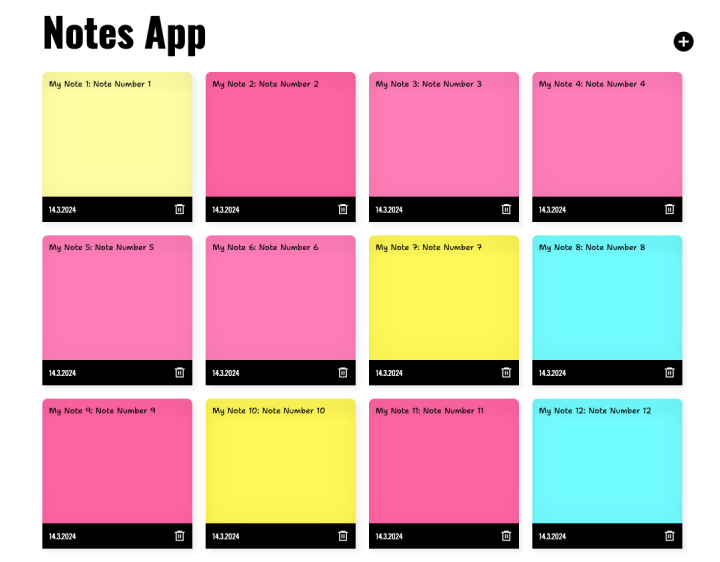 Notes App
My Note 1: Note Number 1
My Note 2: Note Number 2
My Note 3: Note Number 3
My Note 4: Note Number 4
14.3.2024
14.3.2024
14.3.2024
14.3.2024
My Note 5: Note Number 5
My Note 6: Note Number 6
My Note 7: Note Number 7
My Note 8: Note Number 8
14.3.2024
14.3.2024
14.3.2024
14.3.2024
My Note 9: Note Number 9
My Note 10: Note Number 10
My Note 11: Note Number 11
My Note 12: Note Number 12
14.3.2024
14.3.2024
14.3.2024
14.3.2024